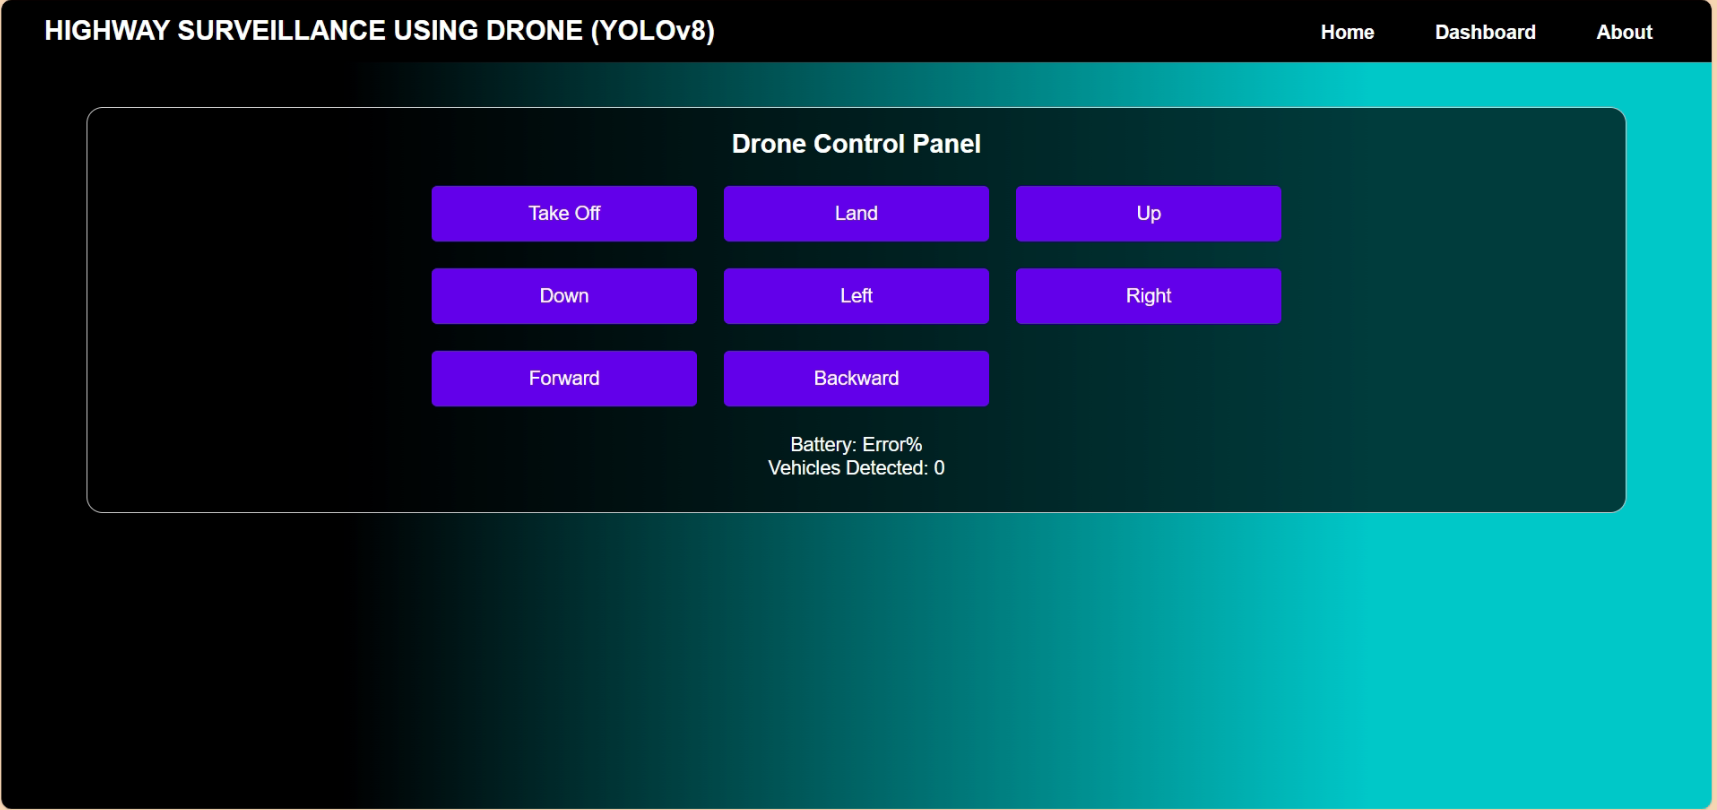 HIGHWAY SURVEILLANCE USING DRONE (YOLOv8)
Home Dashboard About
Drone Control Panel
Take Off Land Up
Down Left Right
Forward Backward
Battery: Error%
Vehicles Detected: 0